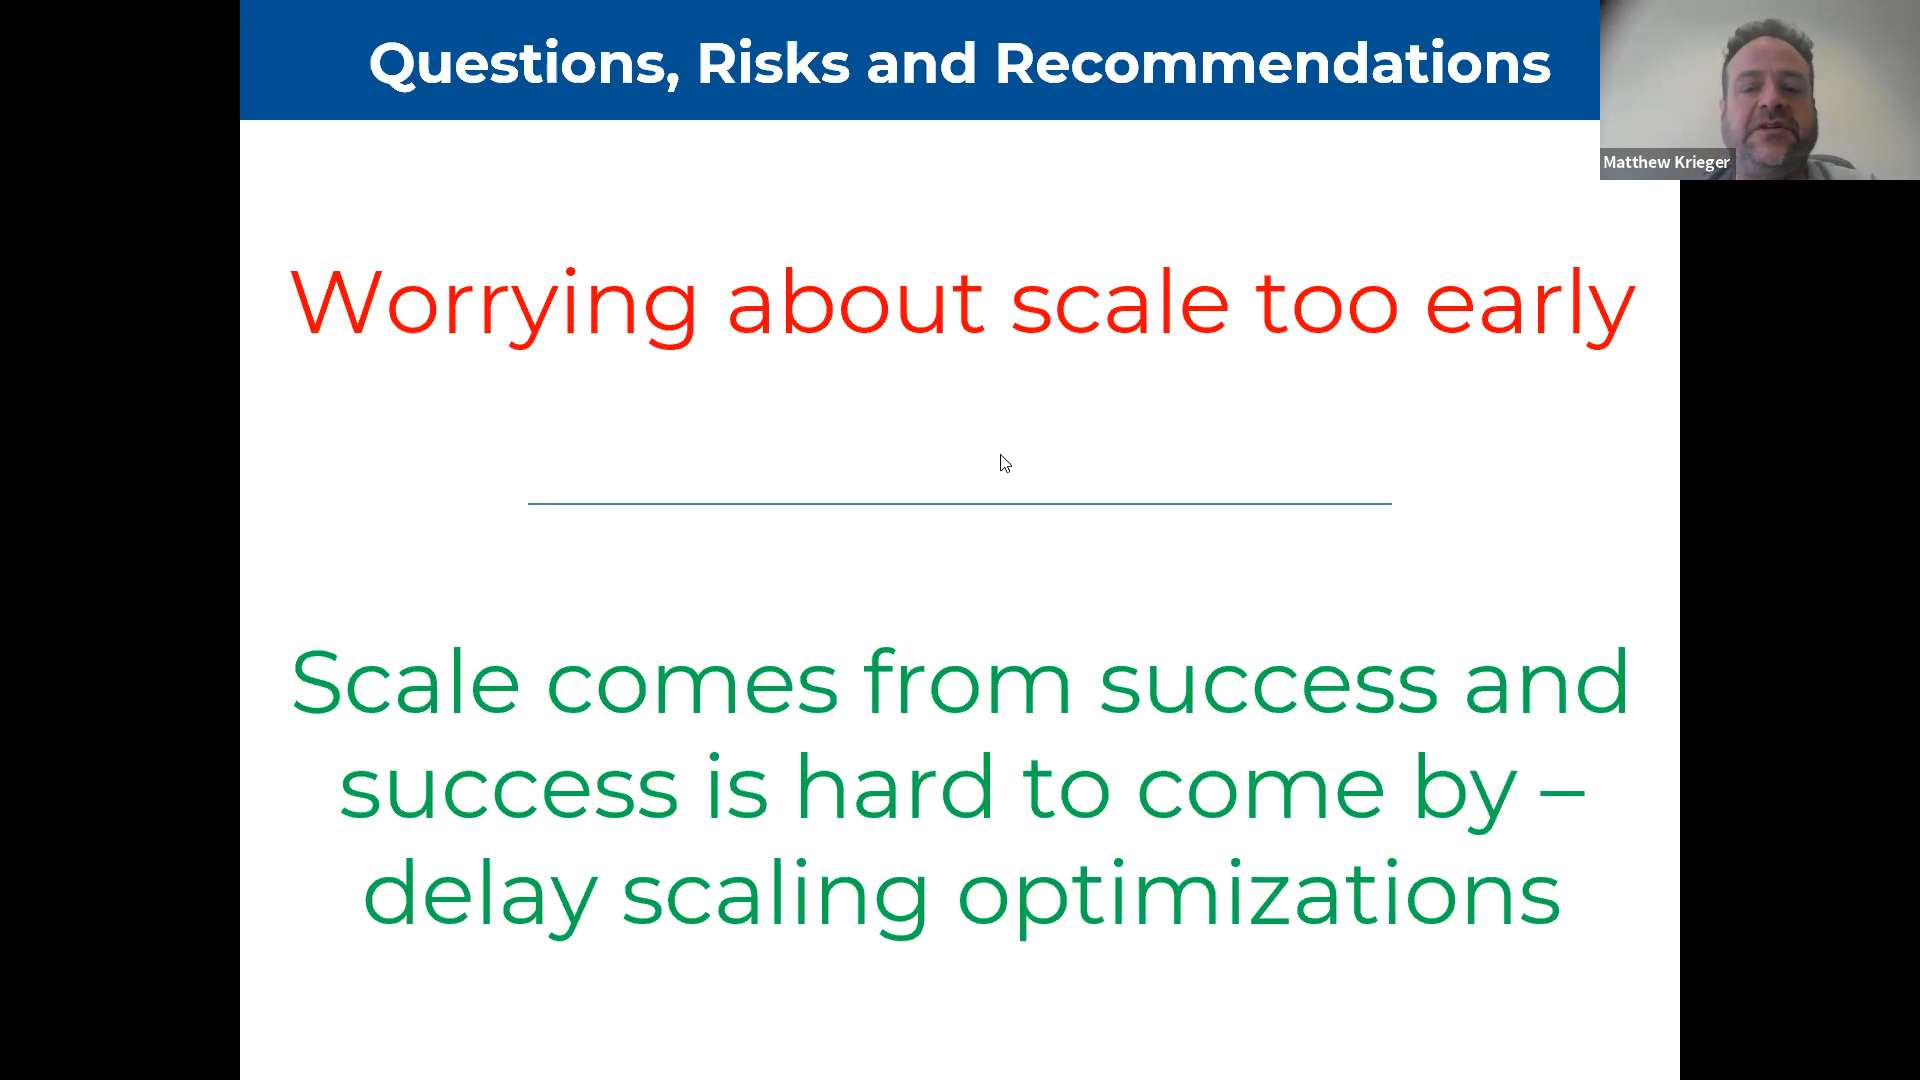 Questions, Risks and Recommendations
Matthew Krieger
Worrying about scale too early
Scale comes from success and
success is hard to come by –
delay scaling optimizations